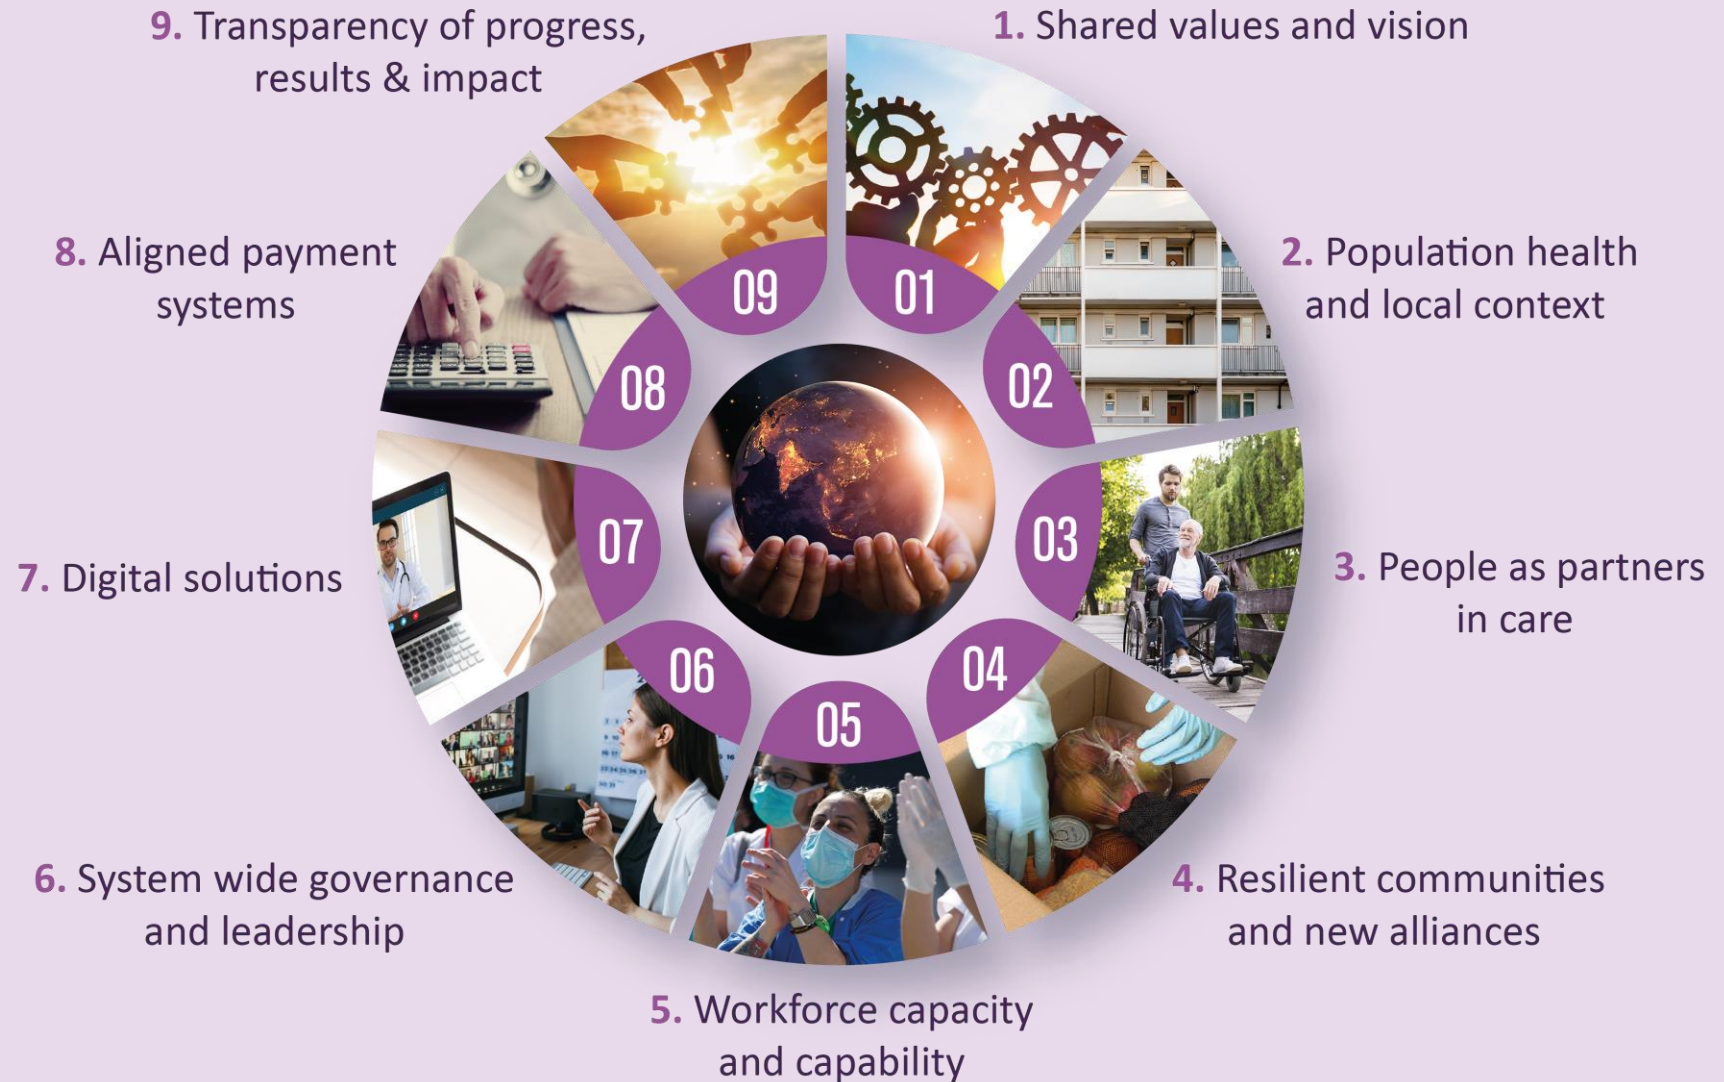 1. Shared values and vision
2. Population health
and local context
3. People as partners
in care
4. Resilient communities
and new alliances
5. Workforce capacity
and capability
6. System wide governance
and leadership
7. Digital solutions
8. Aligned payment
systems
9. Transparency of progress,
results & impact
01
02
03
04
05
06
07
08
09